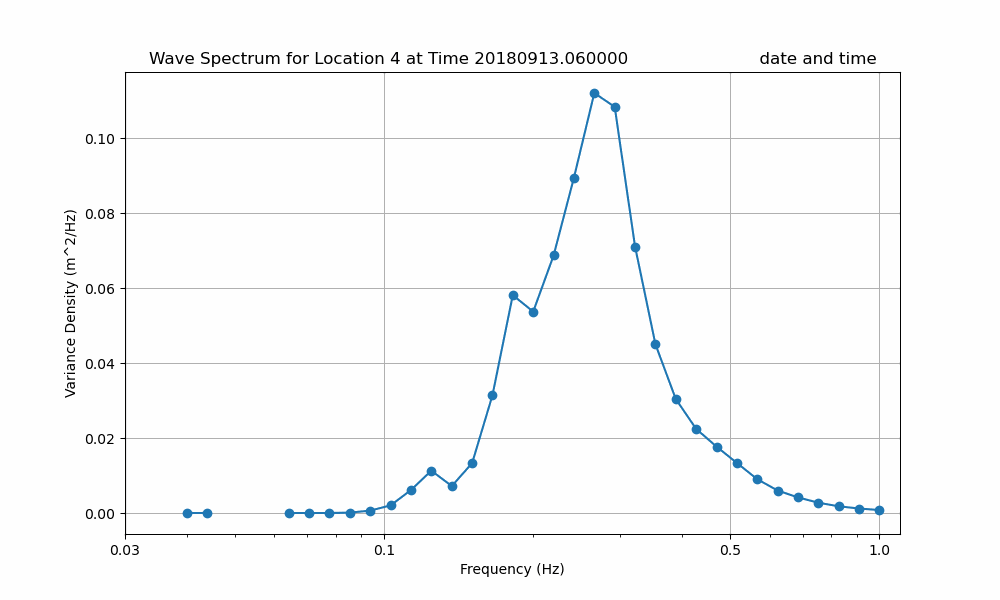 Wave Spectrum for Location 4 at Time 20180913.060000 date and time
0.10
0.08
0.06
0.04
0.02
0.00
Variance Density (m^2/Hz)
0.03 0.1 0.5 1.0
Frequency (Hz)